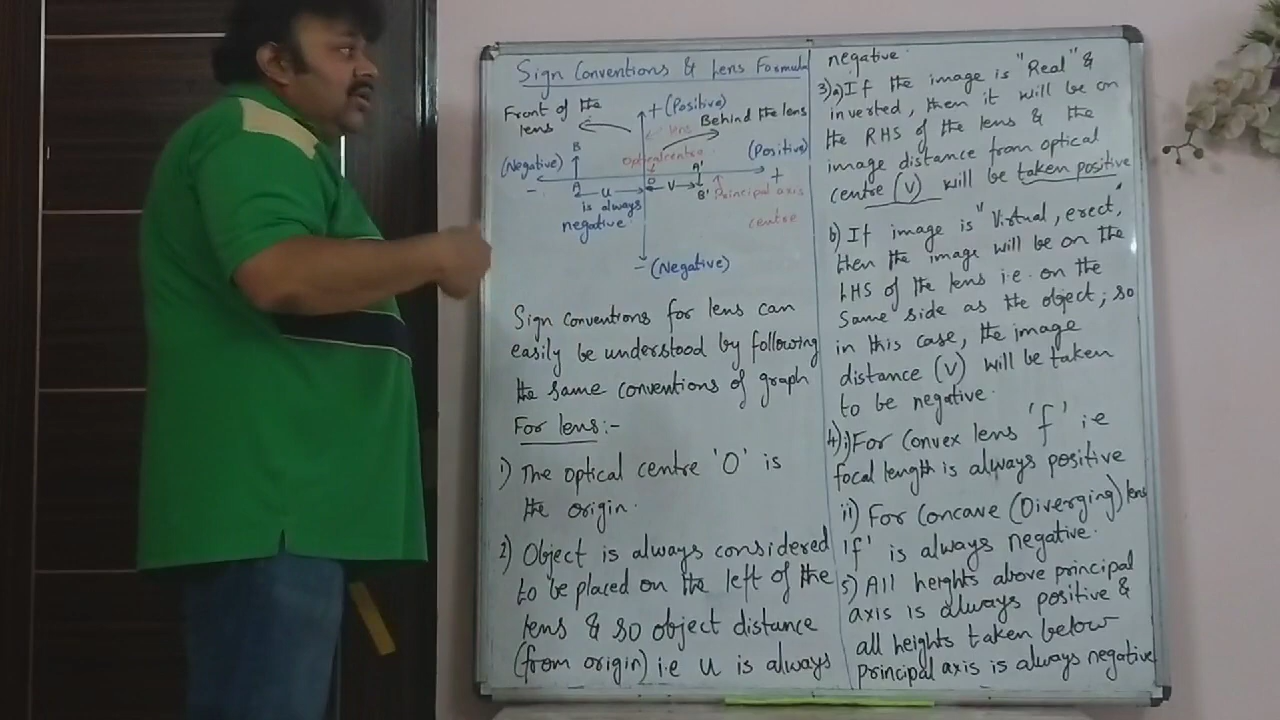 Sign Conventions & Lens Formula
Front of the
lens
+ (Positive)
lens
Behind the lens
B
Optical centre
(Negative)
(Positive)
A'
-
+
A
u
O
V
B'
Principal axis
is always
negative
centre
- (Negative)
Sign conventions for lens can
easily be understood by following
the same conventions of graph
For lens:-
1) The optical centre 'O' is
the origin.
2) Object is always considered
to be placed on the left of the
lens & so object distance
(from origin) i.e u is always
negative.
3) a) If the image is "Real" &
inverted, then it will be on
the RHS of the lens & the
image distance from optical
centre (V) will be taken positive
b) If image is "Virtual, erect,"
then the image will be on the
LHS of the lens i.e. on the
Same side as the object; so
in this case, the image
distance (V) will be taken
to be negative.
4) i) For Convex lens 'f' i.e
focal length is always positive
ii) For Concave (Diverging) lens
'f' is always negative.
5) All heights above principal
axis is always positive &
all heights taken below
principal axis is always negative